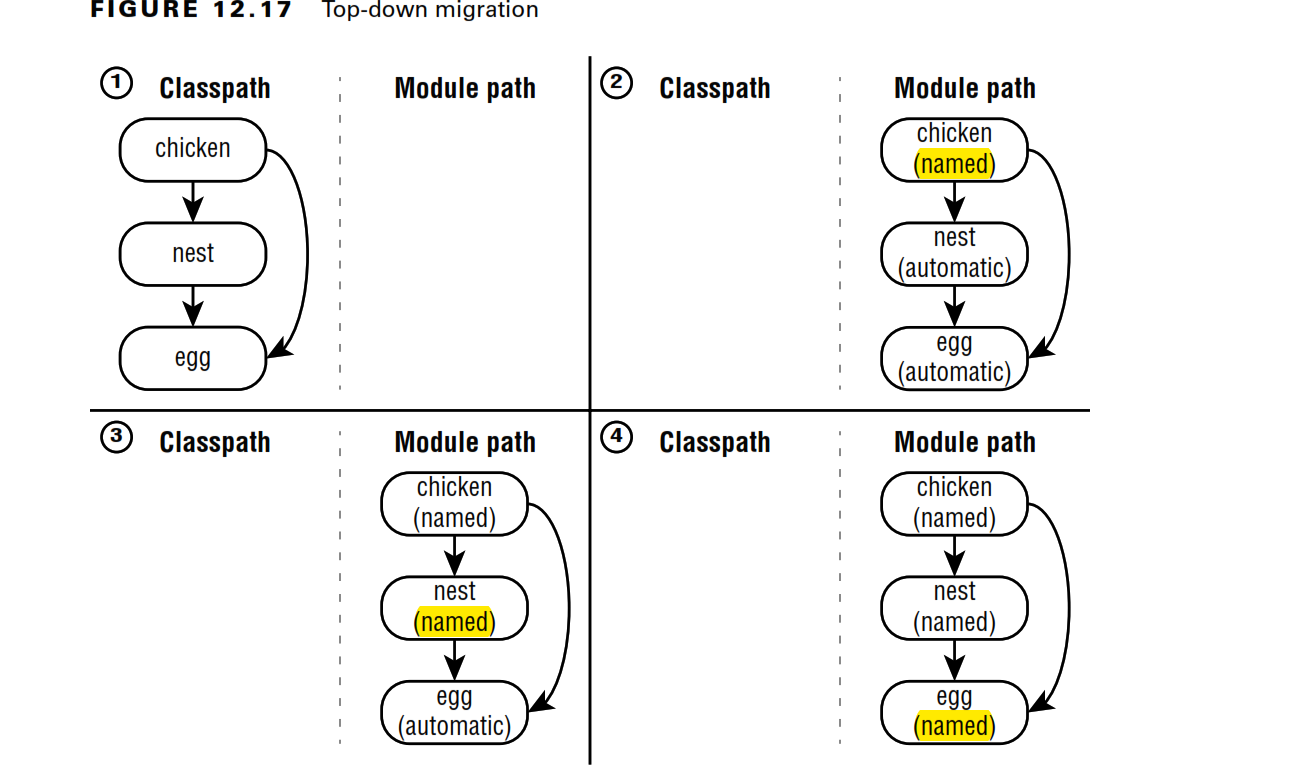 FIGURE 12.17 Top-down migration
1 Classpath Module path
chicken
nest
egg
2 Classpath Module path
chicken
(named)
nest
(automatic)
egg
(automatic)
3 Classpath Module path
chicken
(named)
nest
(named)
egg
(automatic)
4 Classpath Module path
chicken
(named)
nest
(named)
egg
(named)